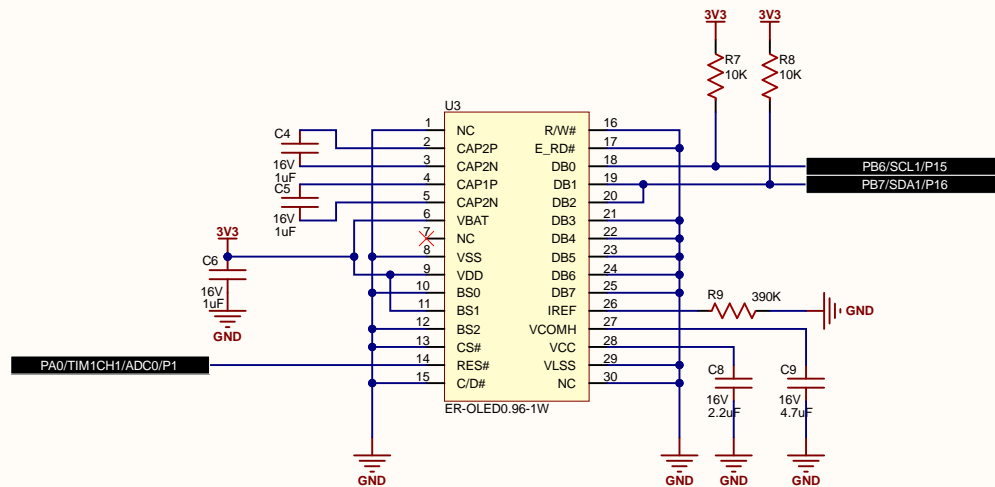 3V3
3V3
R7
10K
R8
10K
U3
1 NC R/W# 16
2 CAP2P E_RD# 17
3 CAP2N DB0 18
4 CAP1P DB1 19
5 CAP2N DB2 20
6 VBAT DB3 21
7 NC DB4 22
8 VSS DB5 23
9 VDD DB6 24
10 BS0 DB7 25
11 BS1 IREF 26
12 BS2 VCOMH 27
13 CS# VCC 28
14 RES# VLSS 29
15 C/D# NC 30
ER-OLED0.96-1W
C4
16V
1uF
C5
16V
1uF
3V3
C6
16V
1uF
GND
PA0/TIM1CH1/ADC0/P1
PB6/SCL1/P15
PB7/SDA1/P16
R9 390K
GND
C8
16V
2.2uF
C9
16V
4.7uF
GND
GND
GND
GND